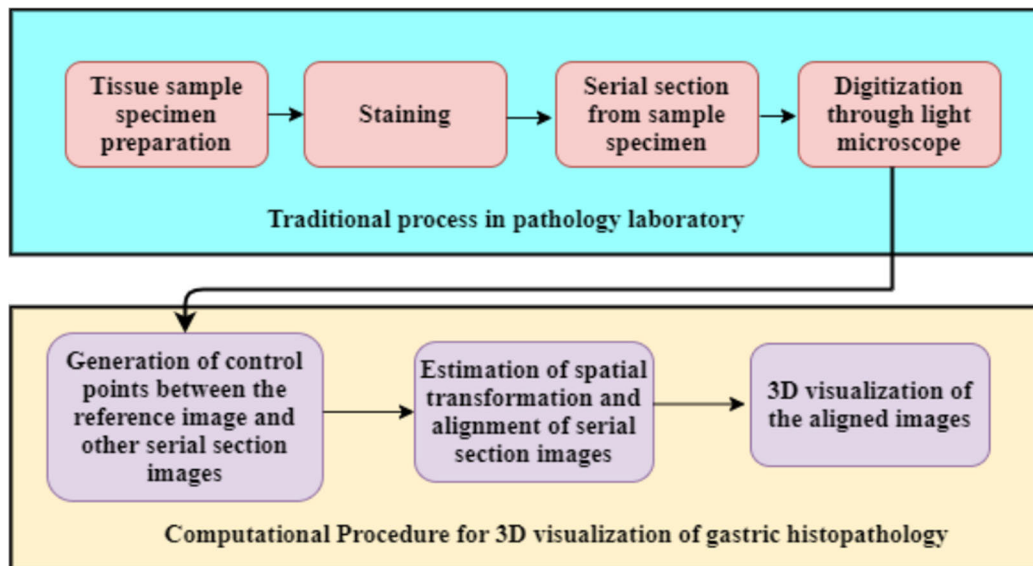 Tissue sample
specimen
preparation
Staining
Serial section
from sample
specimen
Digitization
through light
microscope
Traditional process in pathology laboratory
Generation of control
points between the
reference image and
other serial section
images
Estimation of spatial
transformation and
alignment of serial
section images
3D visualization of
the aligned images
Computational Procedure for 3D visualization of gastric histopathology